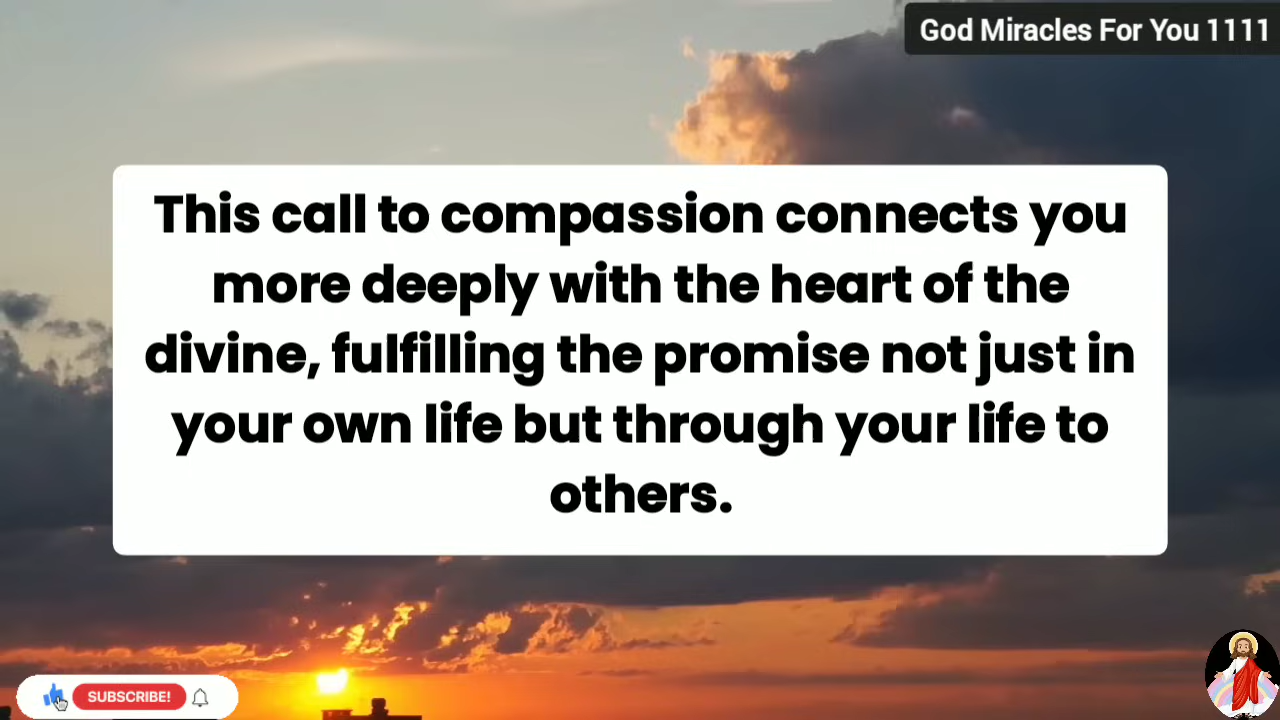 God Miracles For You 1111
This call to compassion connects you
more deeply with the heart of the
divine, fulfilling the promise not just in
your own life but through your life to
others.
SUBSCRIBE!